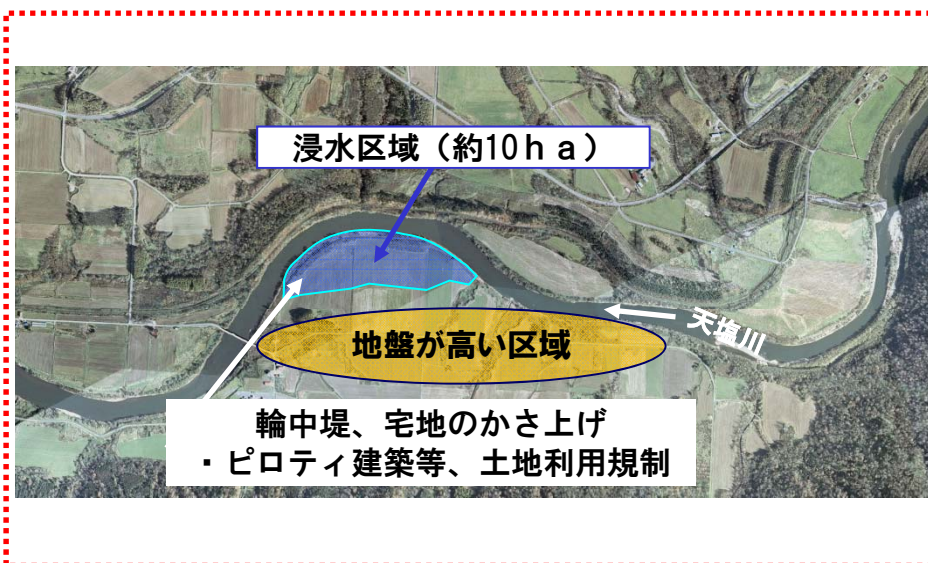 浸水区域（約10ｈａ）
地盤が高い区域
天塩川
輪中堤、宅地のかさ上げ
・ピロティ建築等、土地利用規制